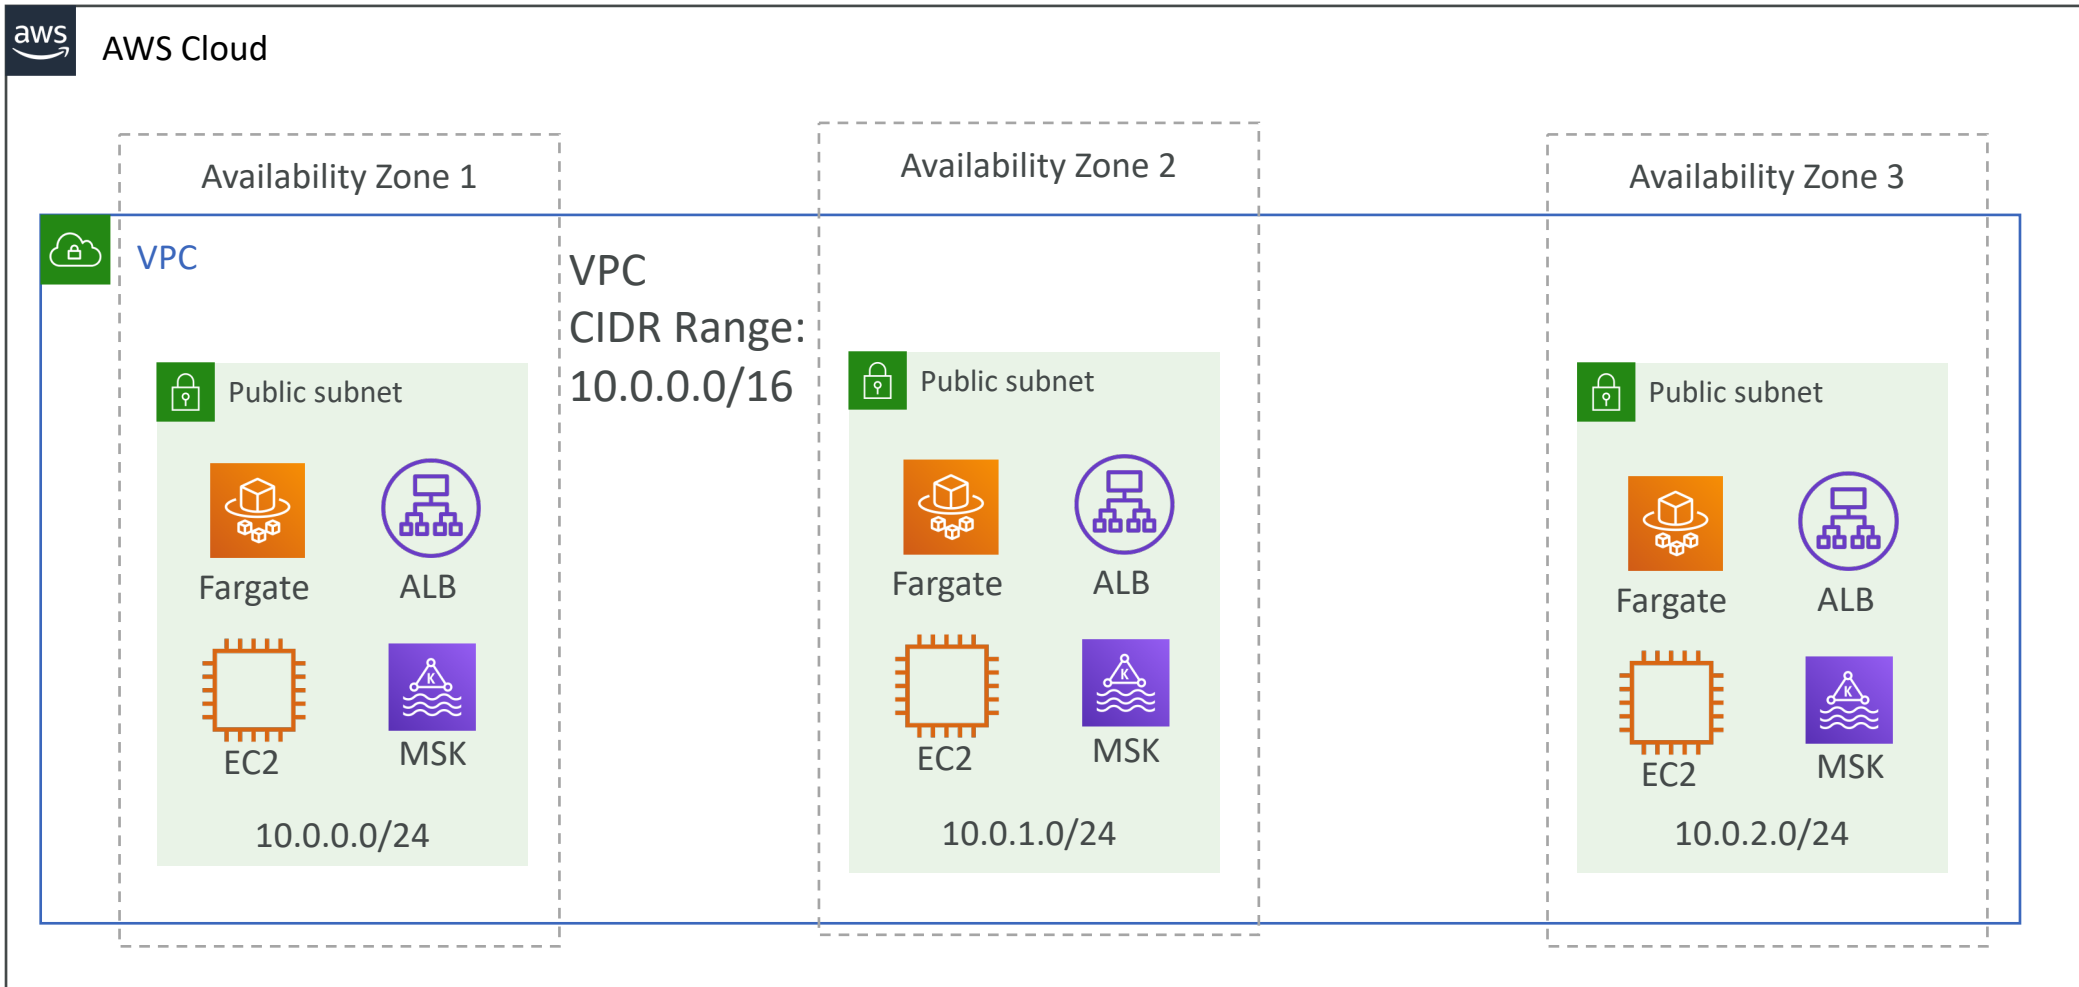 aws
AWS Cloud
Availability Zone 1
Availability Zone 2
Availability Zone 3
VPC
VPC
CIDR Range:
10.0.0.0/16
Public subnet
Fargate
ALB
EC2
K
MSK
10.0.0.0/24
Public subnet
Fargate
ALB
EC2
K
MSK
10.0.1.0/24
Public subnet
Fargate
ALB
EC2
K
MSK
10.0.2.0/24